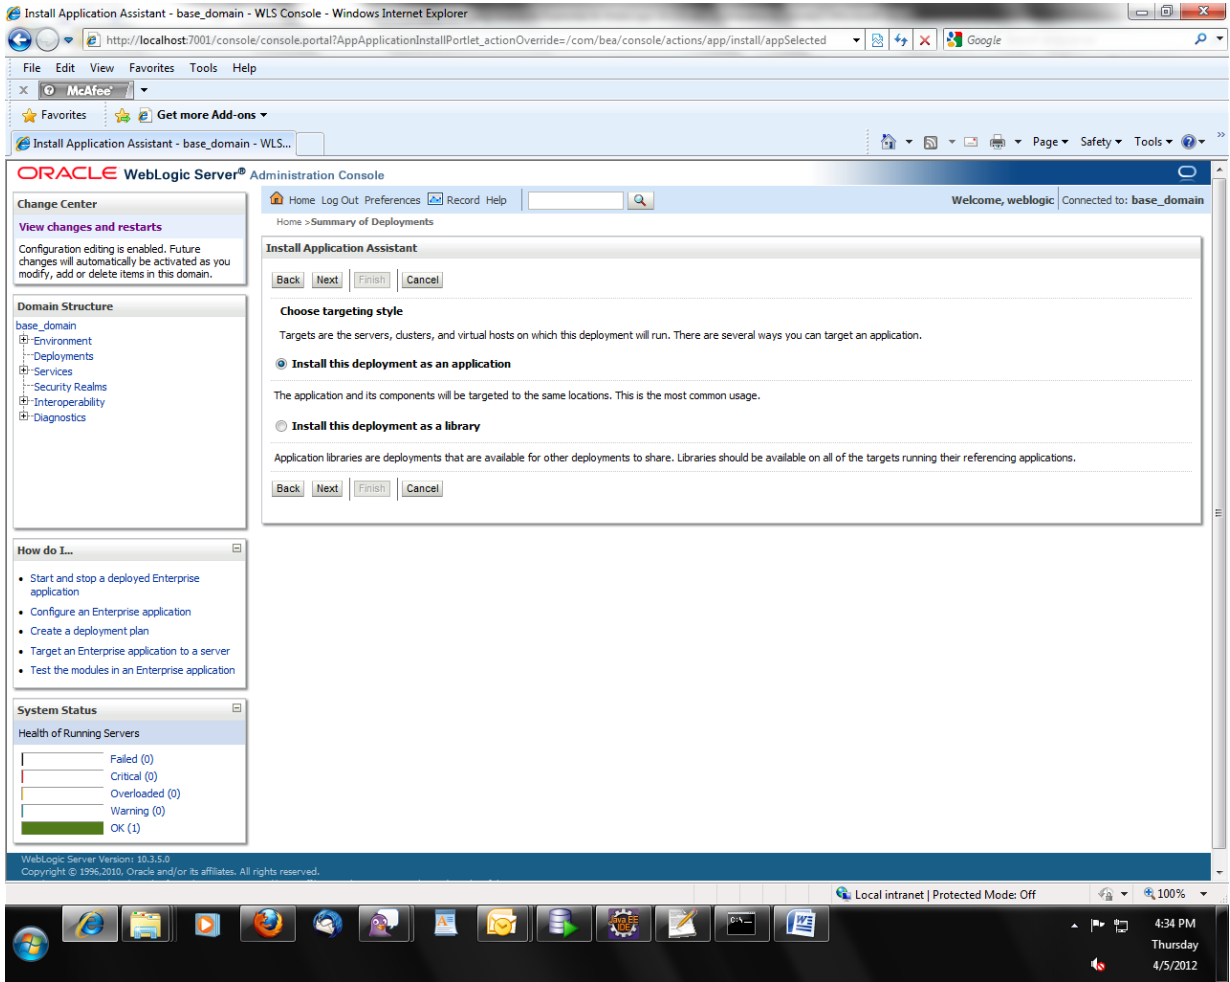 Install Application Assistant - base_domain - WLS Console - Windows Internet Explorer
http://localhost:7001/console/console.portal?AppApplicationInstallPortlet_actionOverride=/com/bea/console/actions/app/install/appSelected
Google
File Edit View Favorites Tools Help
x McAfee
Favorites Get more Add-ons
Install Application Assistant - base_domain - WLS...
Page Safety Tools
ORACLE WebLogic Server® Administration Console
Change Center
View changes and restarts
Configuration editing is enabled. Future
changes will automatically be activated as you
modify, add or delete items in this domain.
Domain Structure
base_domain
Environment
Deployments
Services
Security Realms
Interoperability
Diagnostics
How do I...
Start and stop a deployed Enterprise
application
Configure an Enterprise application
Create a deployment plan
Target an Enterprise application to a server
Test the modules in an Enterprise application
System Status
Health of Running Servers
Failed (0)
Critical (0)
Overloaded (0)
Warning (0)
OK (1)
Home Log Out Preferences Record Help
Welcome, weblogic Connected to: base_domain
Home >Summary of Deployments
Install Application Assistant
Back Next Finish Cancel
Choose targeting style
Targets are the servers, clusters, and virtual hosts on which this deployment will run. There are several ways you can target an application.
Install this deployment as an application
The application and its components will be targeted to the same locations. This is the most common usage.
Install this deployment as a library
Application libraries are deployments that are available for other deployments to share. Libraries should be available on all of the targets running their referencing applications.
Back Next Finish Cancel
WebLogic Server Version: 10.3.5.0
Copyright © 1996,2010, Oracle and/or its affiliates. All rights reserved.
Local intranet | Protected Mode: Off
100%
Java EE
IDE
C:\
4:34 PM
Thursday
4/5/2012